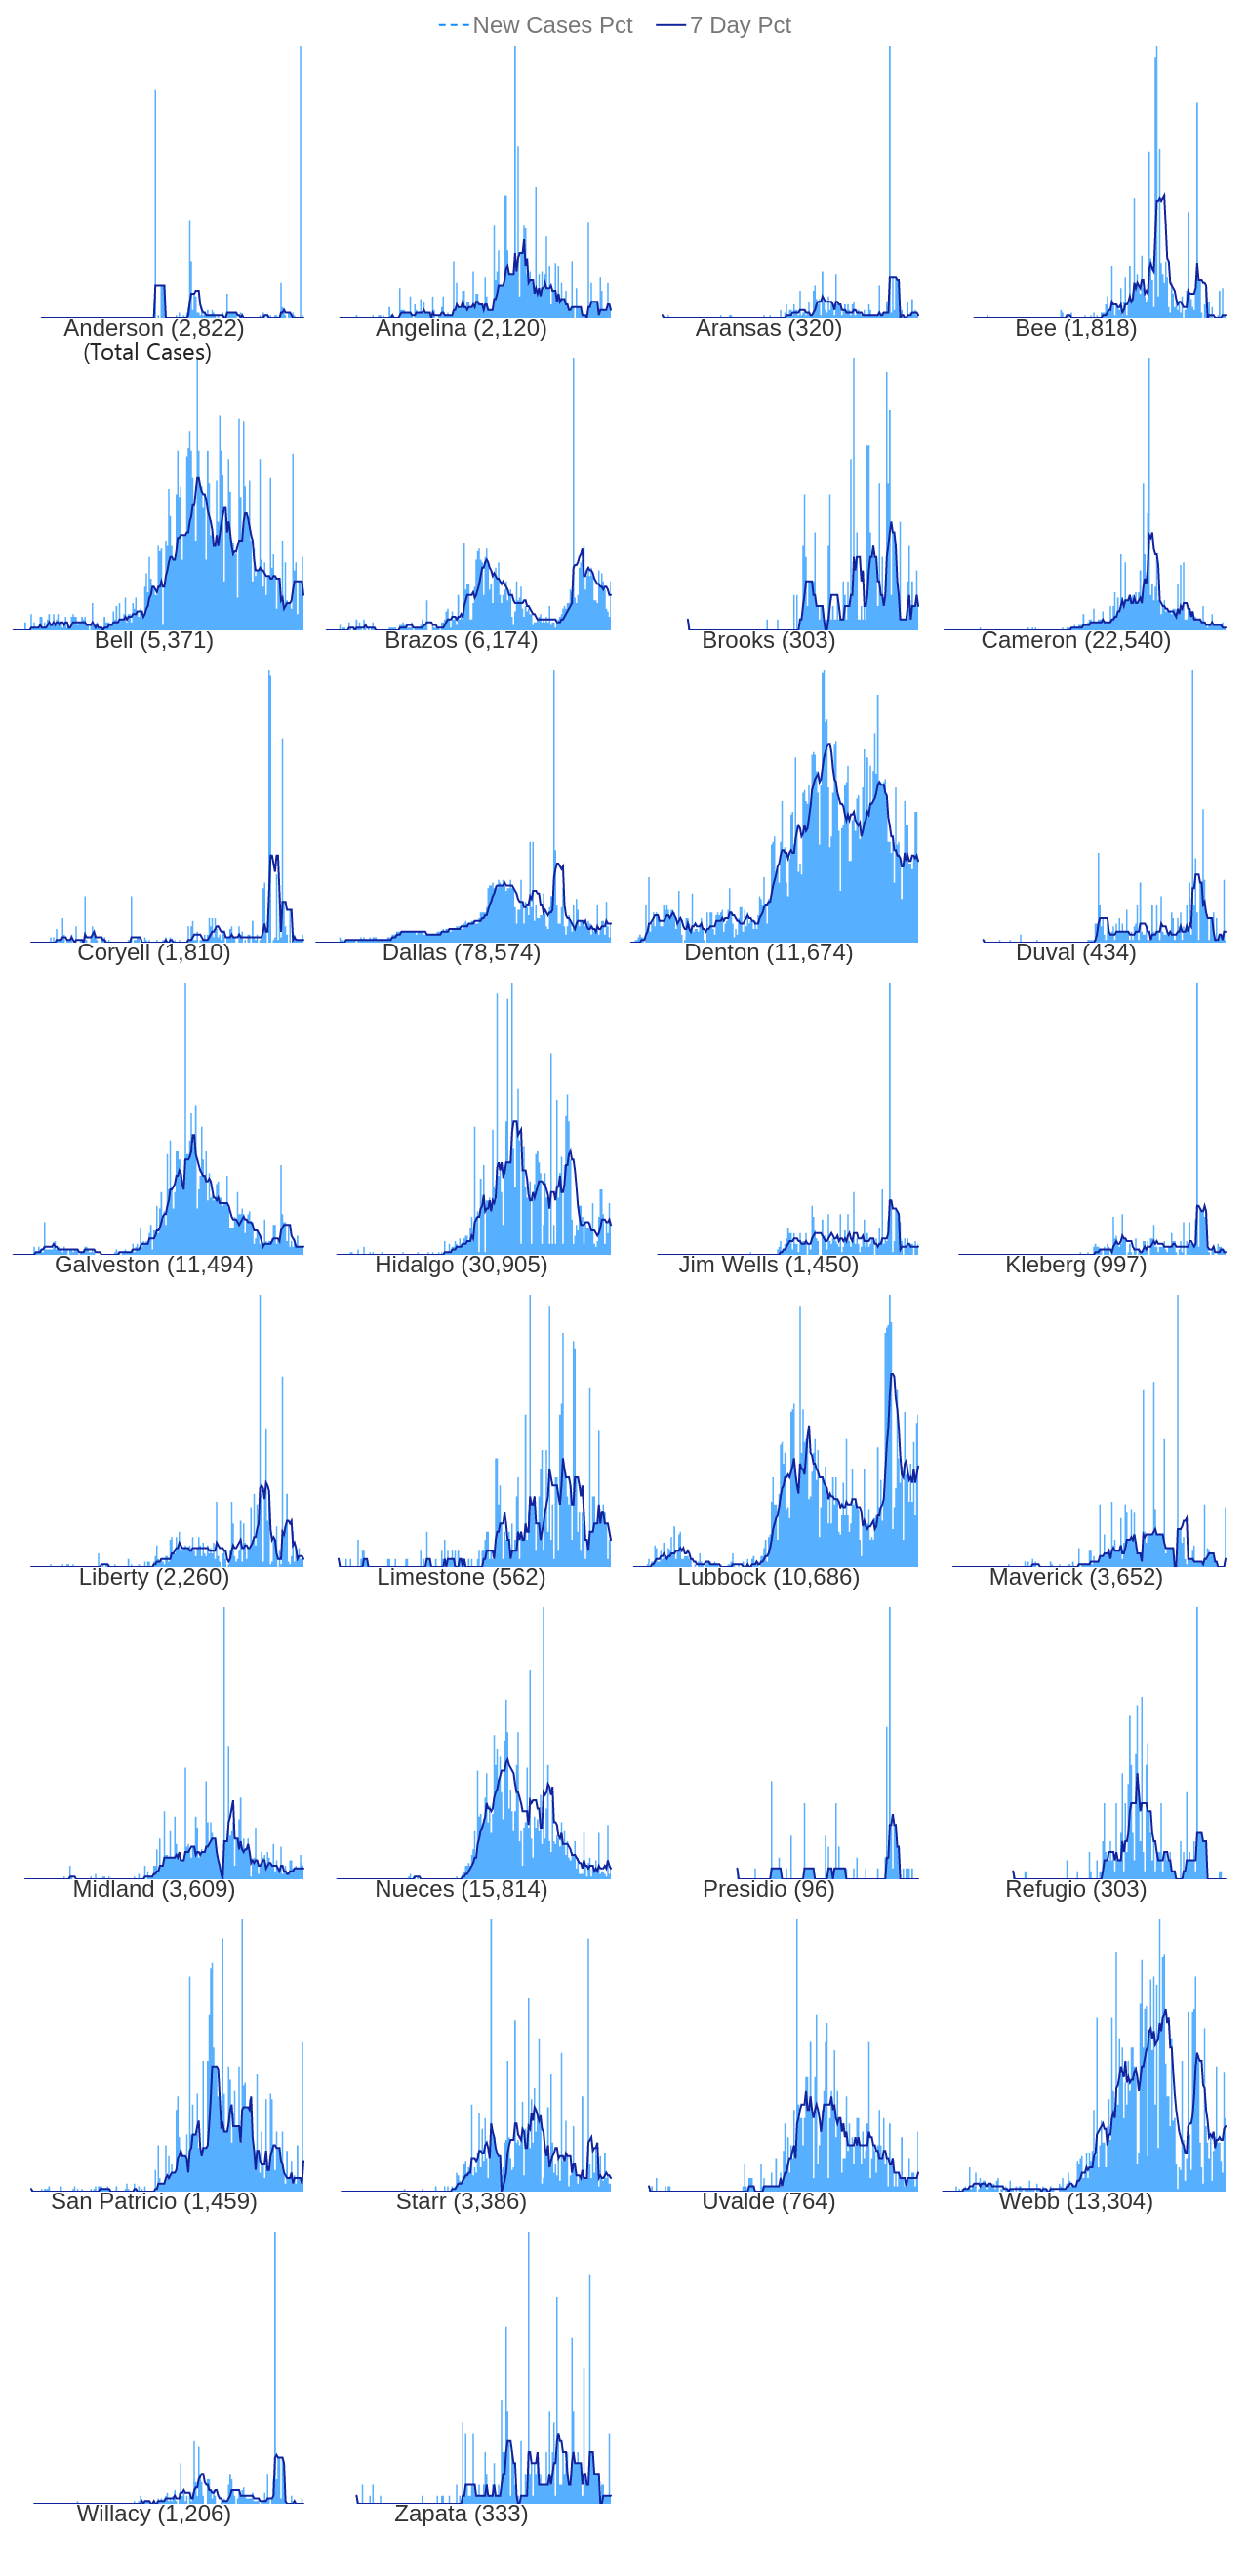 New Cases Pct 7 Day Pct
Anderson (2,822) Angelina (2,120) Aransas (320) Bee (1,818)
(Total Cases)
Bell (5,371) Brazos (6,174) Brooks (303) Cameron (22,540)
Coryell (1,810) Dallas (78,574) Denton (11,674) Duval (434)
Galveston (11,494) Hidalgo (30,905) Jim Wells (1,450) Kleberg (997)
Liberty (2,260) Limestone (562) Lubbock (10,686) Maverick (3,652)
Midland (3,609) Nueces (15,814) Presidio (96) Refugio (303)
San Patricio (1,459) Starr (3,386) Uvalde (764) Webb (13,304)
Willacy (1,206) Zapata (333)